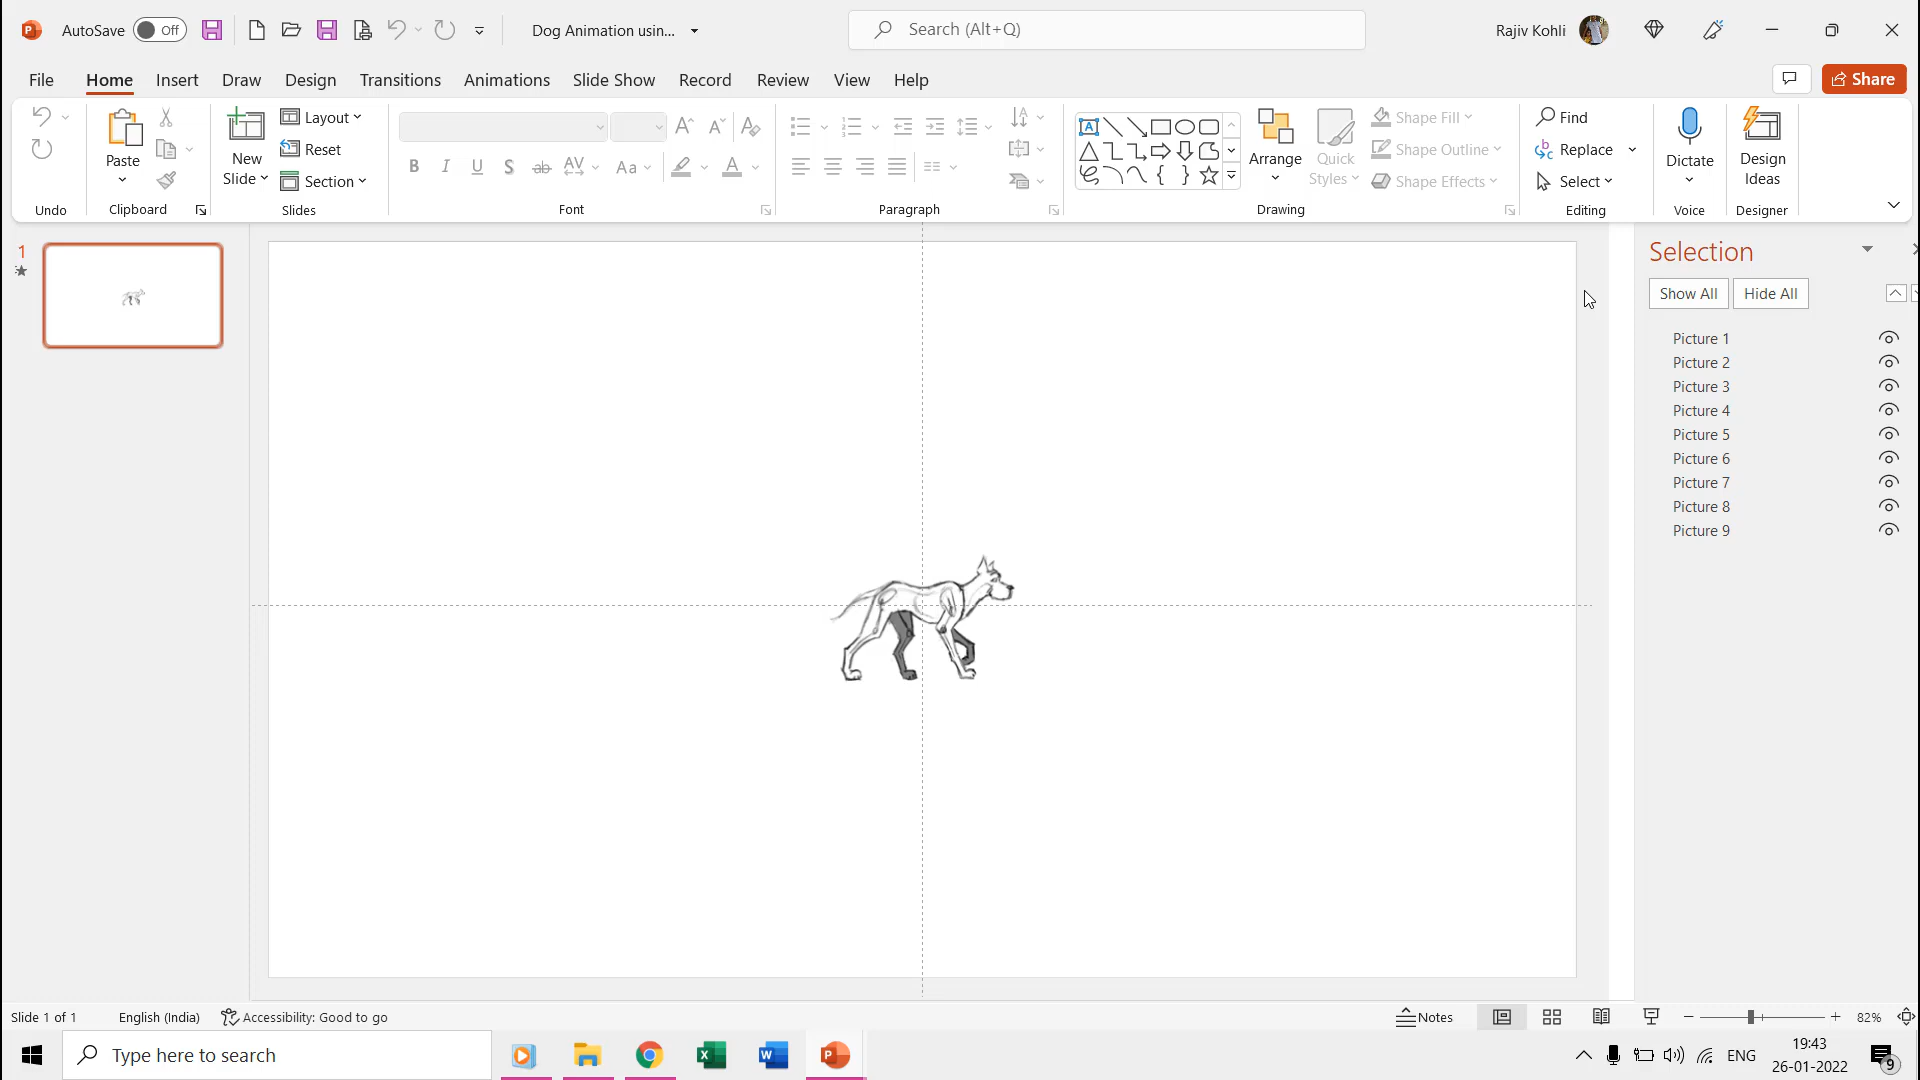 AutoSave Off Dog Animation usin... Search (Alt+Q) Rajiv Kohli
File Home Insert Draw Design Transitions Animations Slide Show Record Review View Help Share
Paste
New Slide
Layout
Reset
Section
B I U S ab AV Aa A
A
Arrange
Quick Styles
Shape Fill
Shape Outline
Shape Effects
Find
Replace
Select
Dictate
Design Ideas
Undo Clipboard Slides Font Paragraph Drawing Editing Voice Designer
1
Selection
Show All Hide All
Picture 1
Picture 2
Picture 3
Picture 4
Picture 5
Picture 6
Picture 7
Picture 8
Picture 9
Slide 1 of 1 English (India) Accessibility: Good to go Notes 82%
Type here to search ENG 19:43
26-01-2022 9